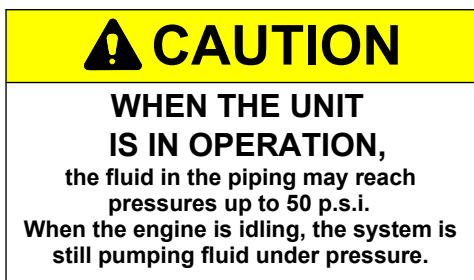 CAUTION
WHEN THE UNIT
IS IN OPERATION,
the fluid in the piping may reach
pressures up to 50 p.s.i.
When the engine is idling, the system is
still pumping fluid under pressure.